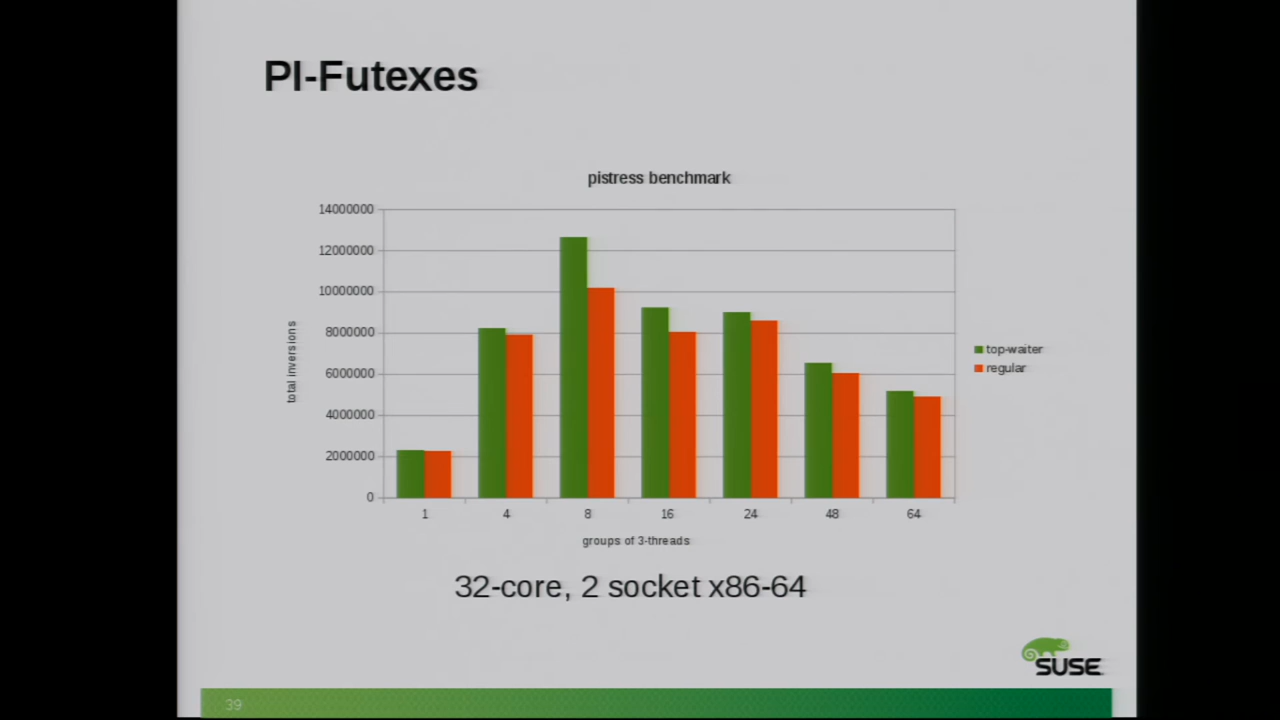 PI-Futexes
pistress benchmark
14000000
12000000
10000000
8000000
6000000
4000000
2000000
0
total inversions
1 4 8 16 24 48 64
groups of 3-threads
top-waiter
regular
32-core, 2 socket x86-64
SUSE
39